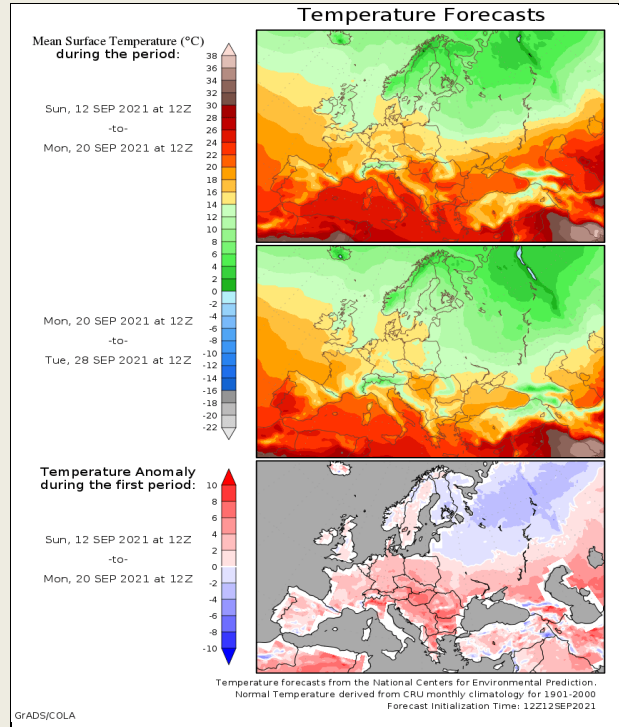 Temperature Forecasts
Mean Surface Temperature (°C)
during the period:
38
36
34
32
30
28
26
24
22
20
18
16
14
12
10
8
6
4
2
0
-2
-4
-6
-8
-10
-12
-14
-16
-18
-20
-22
Sun, 12 SEP 2021 at 12Z
-to-
Mon, 20 SEP 2021 at 12Z
Mon, 20 SEP 2021 at 12Z
-to-
Tue, 28 SEP 2021 at 12Z
Temperature Anomaly
during the first period:
10
8
6
4
2
0
-2
-4
-6
-8
-10
Sun, 12 SEP 2021 at 12Z
-to-
Mon, 20 SEP 2021 at 12Z
Temperature forecasts from the National Centers for Environmental Prediction.
Normal Temperature derived from CRU monthly climatology for 1901-2000
Forecast Initialization Time: 12Z12SEP2021
GrADS/COLA